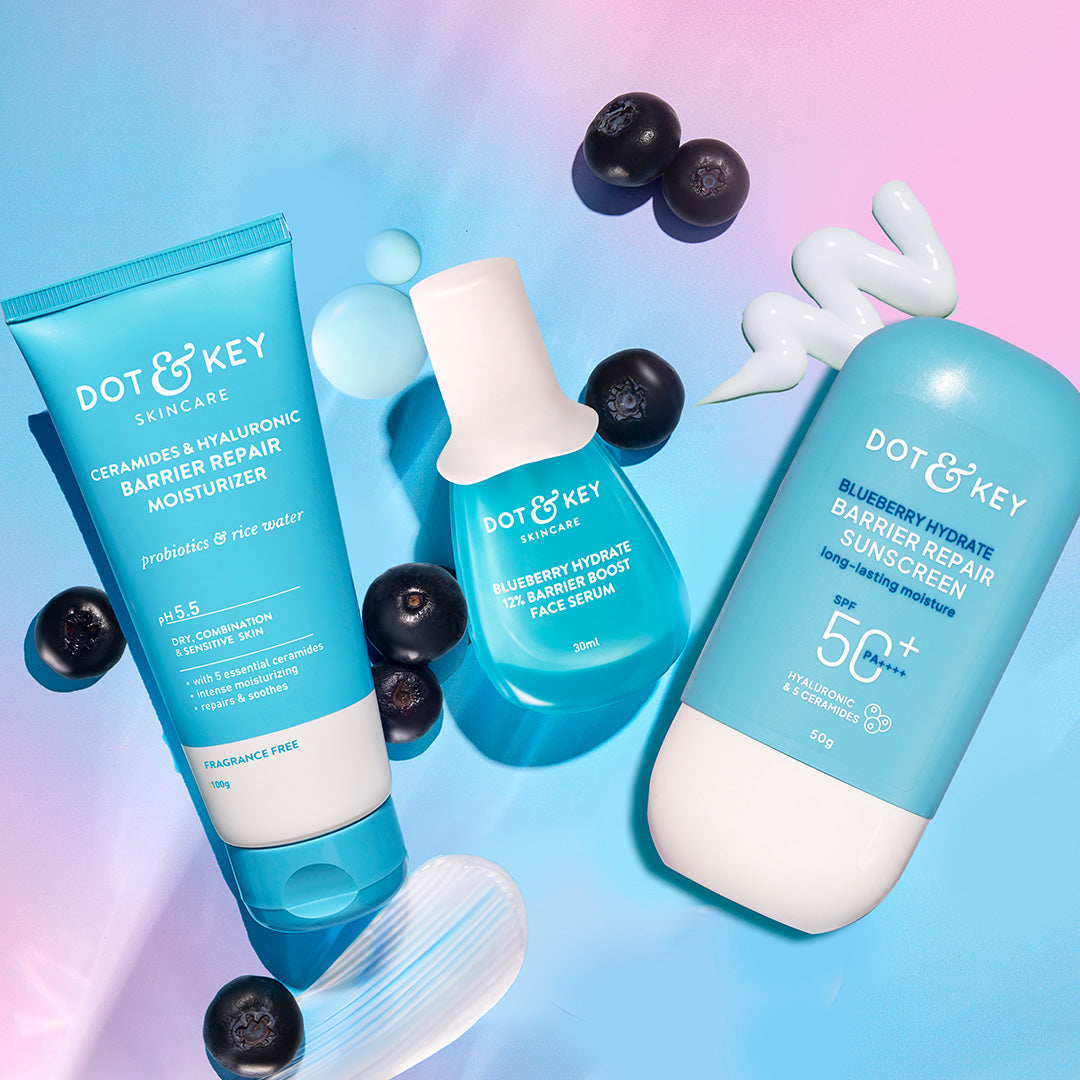 DOT & KEY
SKINCARE
CERAMIDES & HYALURONIC
BARRIER REPAIR
MOISTURIZER
probiotics & rice water
pH 5.5
DRY, COMBINATION
& SENSITIVE SKIN
• with 5 essential ceramides
• intense moisturizing
• repairs & soothes
FRAGRANCE FREE
100g
DOT & KEY
SKINCARE
BLUEBERRY HYDRATE
12% BARRIER BOOST
FACE SERUM
30ml
DOT & KEY
BLUEBERRY HYDRATE
BARRIER REPAIR
SUNSCREEN
long-lasting moisture
SPF
50+
PA++++
HYALURONIC
& 5 CERAMIDES
50g